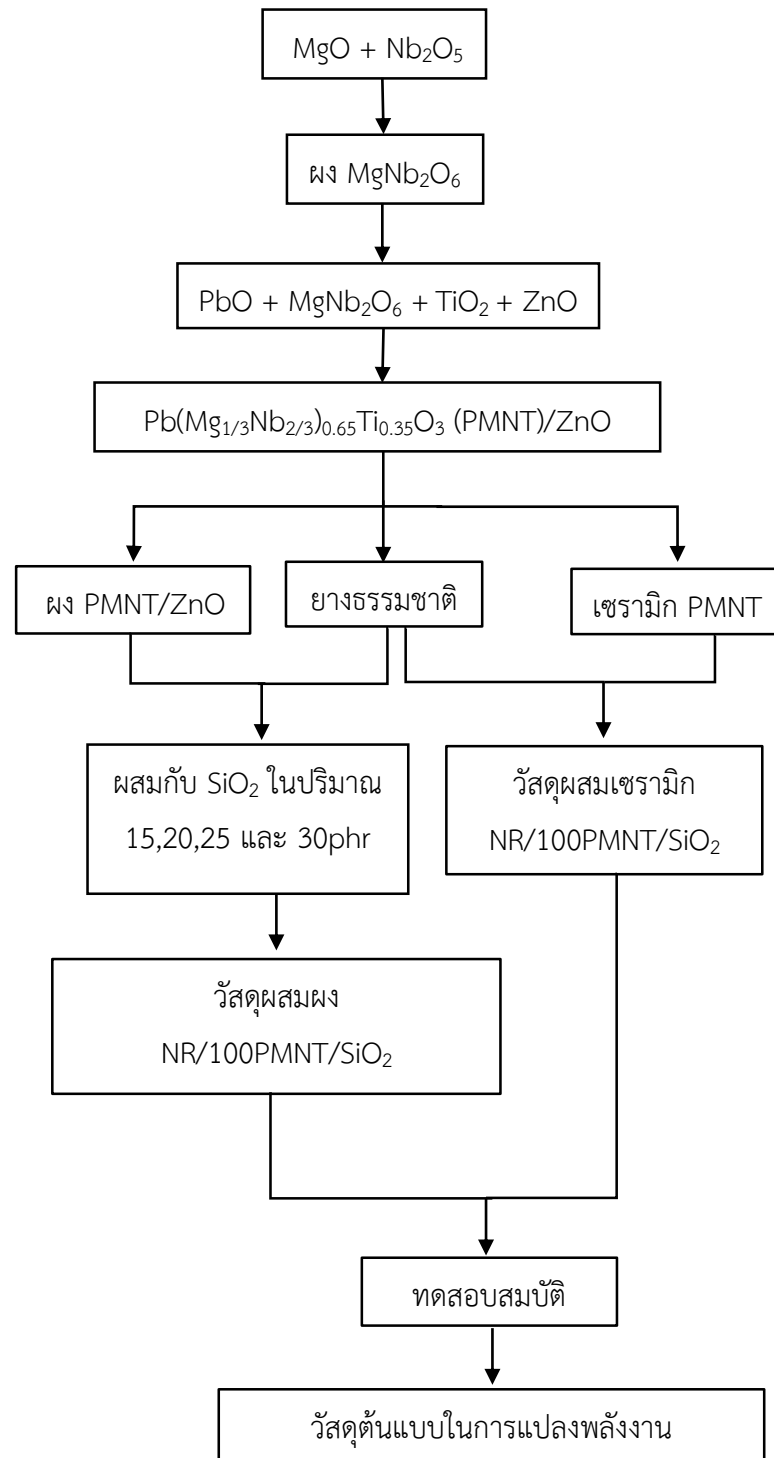 MgO + Nb₂O₅
ผง MgNb₂O₆
PbO + MgNb₂O₆ + TiO₂ + ZnO
Pb(Mg₁/₃Nb₂/₃)₀.₆₅Ti₀.₃₅O₃ (PMNT)/ZnO
ผง PMNT/ZnO
ยางธรรมชาติ
เซรามิก PMNT
ผสมกับ SiO₂ ในปริมาณ
15,20,25 และ 30phr
วัสดุผสมเซรามิก
NR/100PMNT/SiO₂
วัสดุผสมผง
NR/100PMNT/SiO₂
ทดสอบสมบัติ
วัสดุต้นแบบในการแปลงพลังงาน